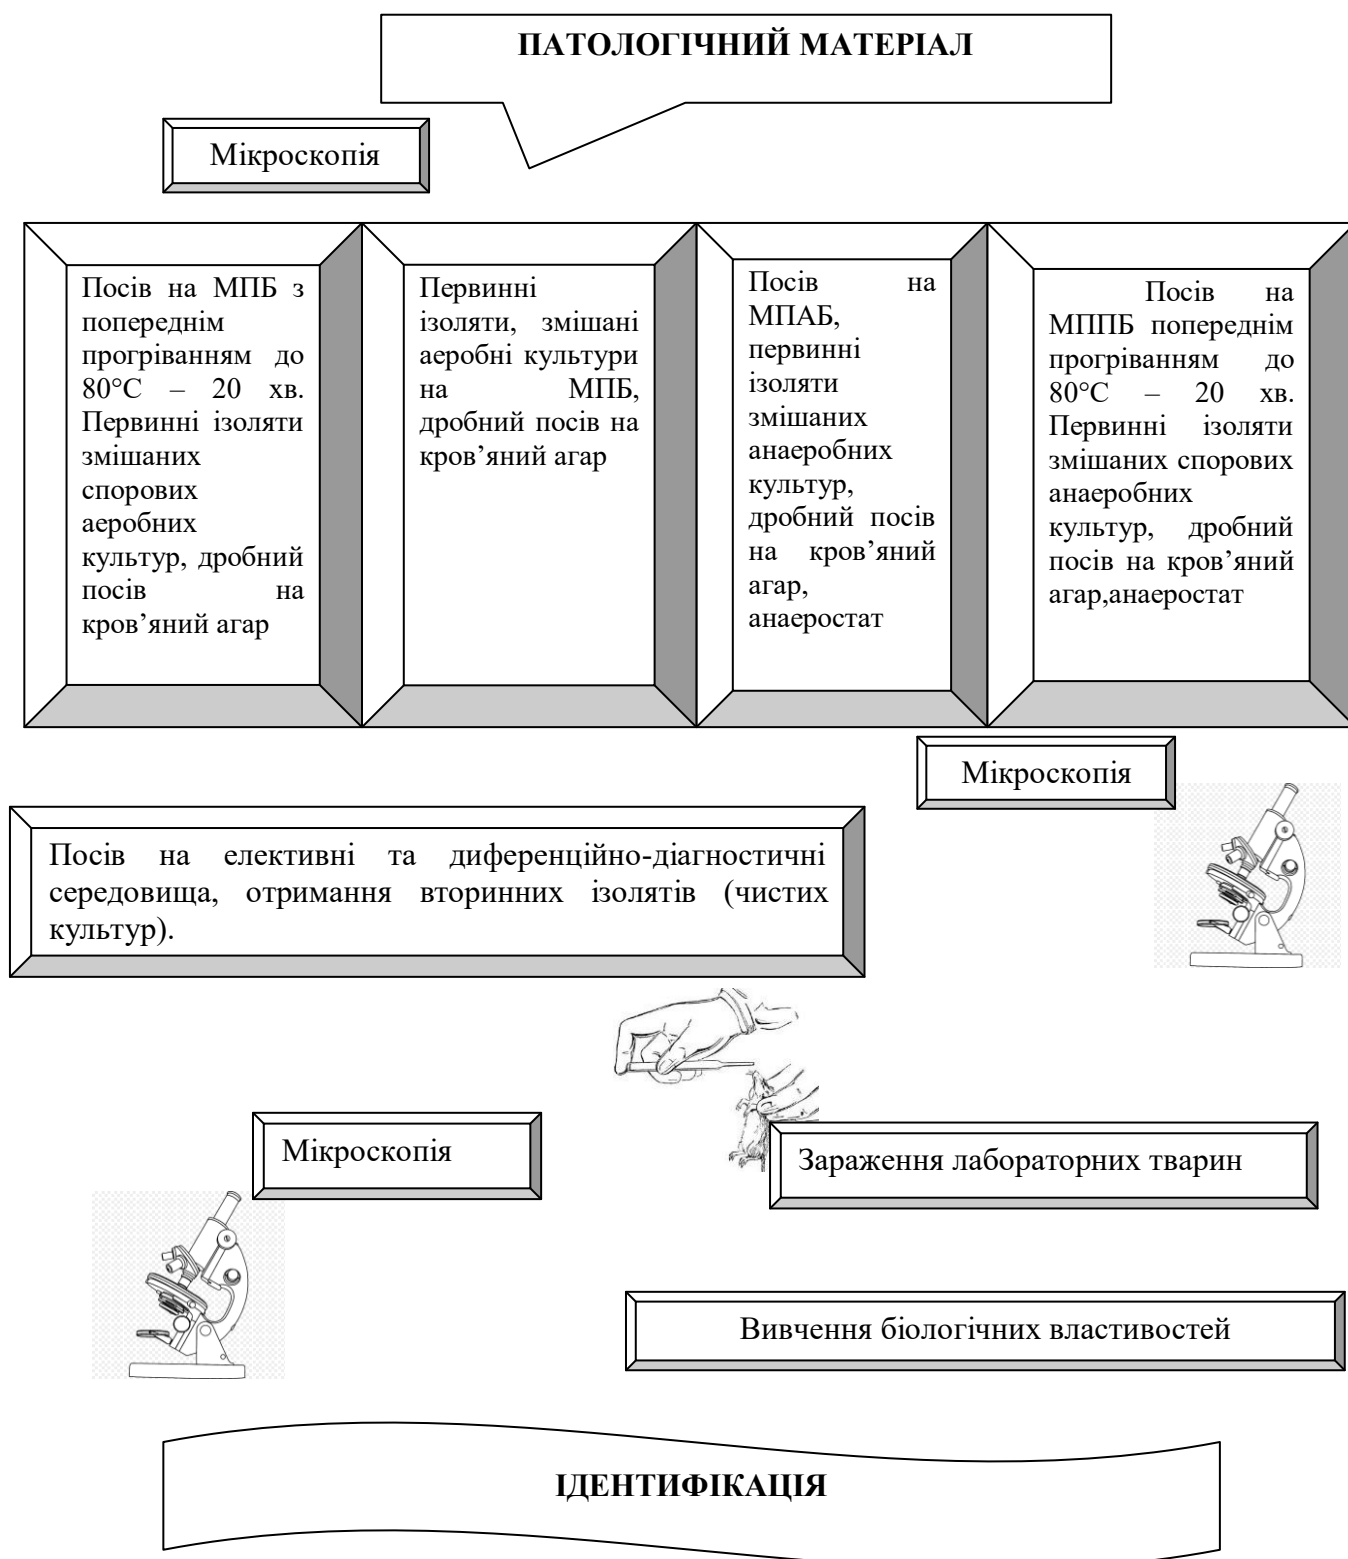 ПАТОЛОГІЧНИЙ МАТЕРІАЛ
Мікроскопія
Посів на МПБ з
попереднім
прогріванням до
80°С – 20 хв.
Первинні ізоляти
змішаних
спорових
аеробних
культур, дробний
посів на
кров’яний агар
Первинні
ізоляти, змішані
аеробні культури
на МПБ,
дробний посів на
кров’яний агар
Посів на
МПАБ,
первинні
ізоляти
змішаних
анаеробних
культур,
дробний посів
на кров’яний
агар,
анаеростат
Посів на
МППБ попереднім
прогріванням до
80°С – 20 хв.
Первинні ізоляти
змішаних спорових
анаеробних
культур, дробний
посів на кров’яний
агар,анаеростат
Мікроскопія
Посів на елективні та диференційно-діагностичні
середовища, отримання вторинних ізолятів (чистих
культур).
Мікроскопія
Зараження лабораторних тварин
Вивчення біологічних властивостей
ІДЕНТИФІКАЦІЯ